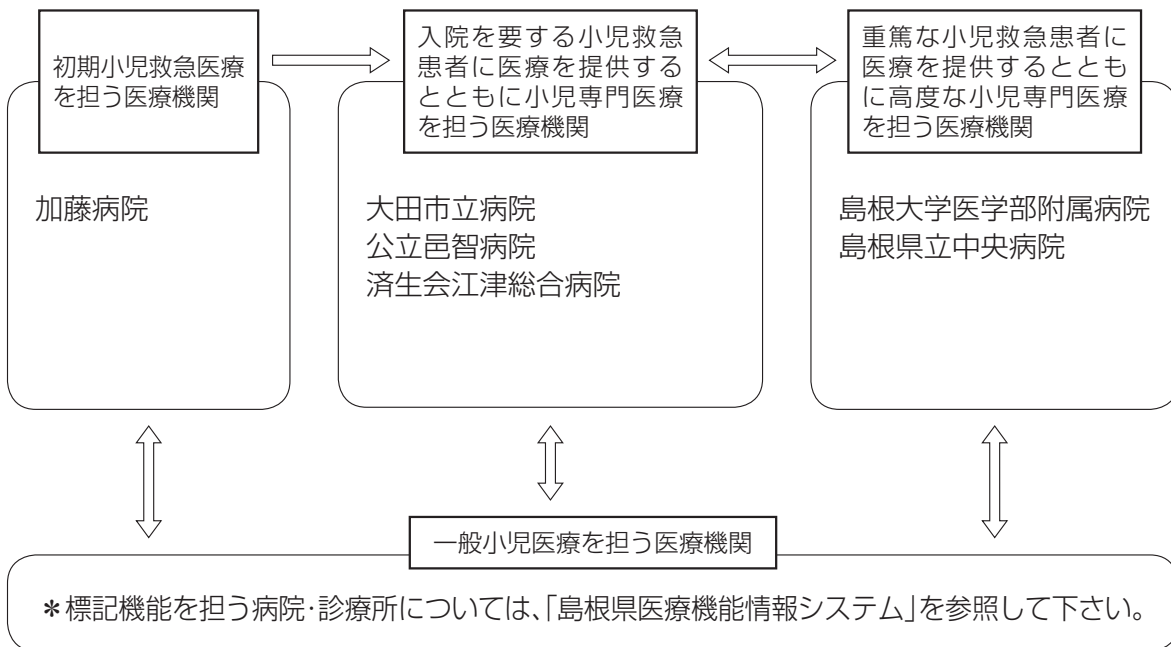 初期小児救急医療
を担う医療機関
加藤病院
入院を要する小児救急
患者に医療を提供する
とともに小児専門医療
を担う医療機関
大田市立病院
公立邑智病院
済生会江津総合病院
重篤な小児救急患者に
医療を提供するととも
に高度な小児専門医療
を担う医療機関
島根大学医学部附属病院
島根県立中央病院
一般小児医療を担う医療機関
＊標記機能を担う病院・診療所については、「島根県医療機能情報システム」を参照して下さい。